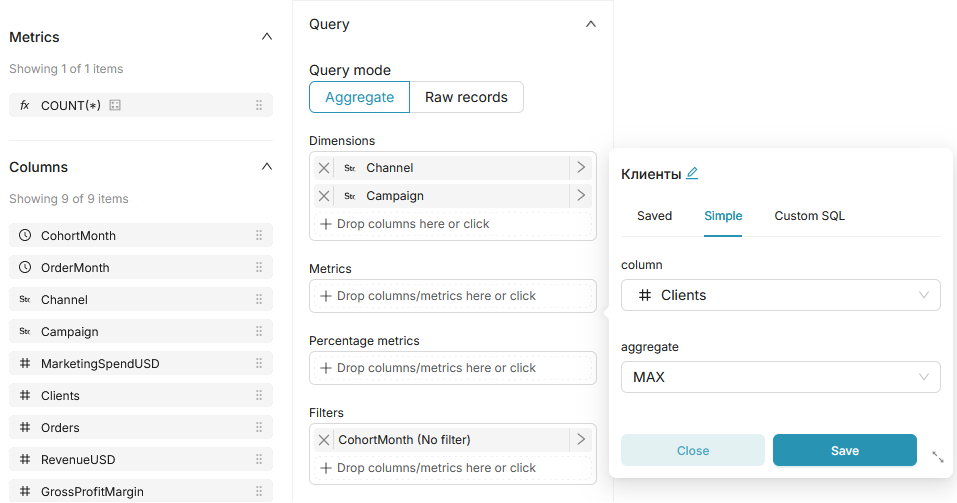 Metrics
Showing 1 of 1 items
fx COUNT(*)
Columns
Showing 9 of 9 items
CohortMonth
OrderMonth
Str. Channel
Str. Campaign
# MarketingSpendUSD
# Clients
# Orders
# RevenueUSD
# GrossProfitMargin
Query
Query mode
Aggregate Raw records
Dimensions
Str. Channel
Str. Campaign
+ Drop columns here or click
Metrics
+ Drop columns/metrics here or click
Percentage metrics
+ Drop columns/metrics here or click
Filters
CohortMonth (No filter)
+ Drop columns/metrics here or click
Клиенты
Saved Simple Custom SQL
column
# Clients
aggregate
MAX
Close Save